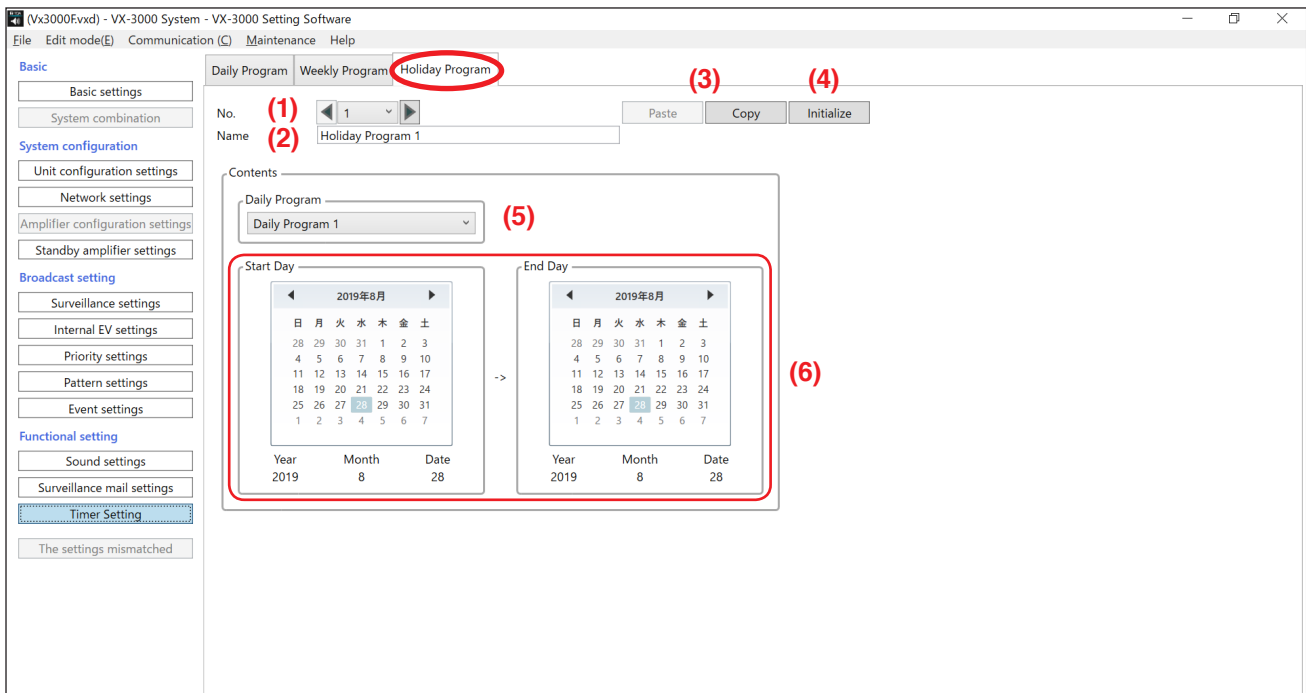 (Vx3000F.vxd) - VX-3000 System - VX-3000 Setting Software
File Edit mode(E) Communication (C) Maintenance Help
Basic
Basic settings
System combination
System configuration
Unit configuration settings
Network settings
Amplifier configuration settings
Standby amplifier settings
Broadcast setting
Surveillance settings
Internal EV settings
Priority settings
Pattern settings
Event settings
Functional setting
Sound settings
Surveillance mail settings
Timer Setting
The settings mismatched
Daily Program Weekly Program Holiday Program
(3) (4)
No. (1) 1 Paste Copy Initialize
Name (2) Holiday Program 1
Contents
Daily Program
Daily Program 1 (5)
Start Day
2019年8月
日 月 火 水 木 金 土
28 29 30 31 1 2 3
4 5 6 7 8 9 10
11 12 13 14 15 16 17
18 19 20 21 22 23 24
25 26 27 28 29 30 31
1 2 3 4 5 6 7
Year Month Date
2019 8 28
->
End Day
2019年8月
日 月 火 水 木 金 土
28 29 30 31 1 2 3
4 5 6 7 8 9 10
11 12 13 14 15 16 17
18 19 20 21 22 23 24
25 26 27 28 29 30 31
1 2 3 4 5 6 7
Year Month Date
2019 8 28
(6)